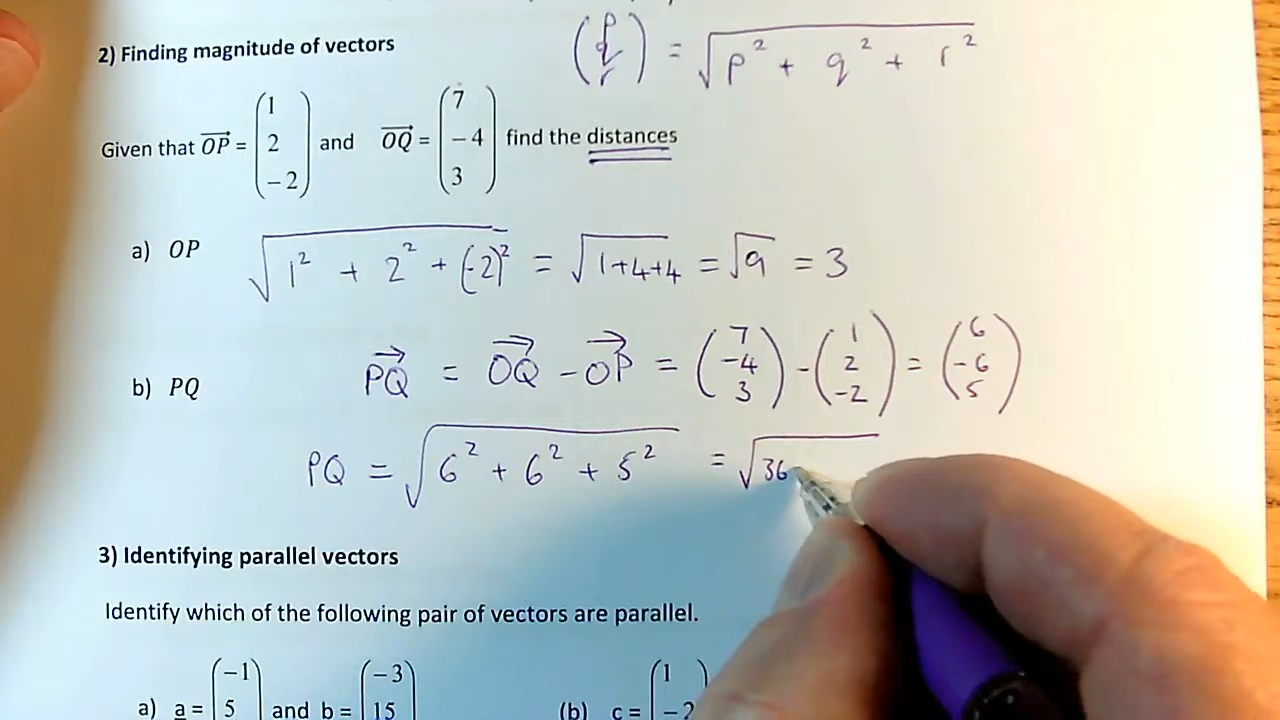 2) Finding magnitude of vectors
(p q r) = √p² + q² + r²
Given that OP = (1 2 −2) and OQ = (7 −4 3) find the distances
a) OP √1² + 2² + (−2)² = √1+4+4 = √9 = 3
b) PQ PQ = OQ − OP = (7 −4 3) − (1 2 −2) = (6 −6 5)
PQ = √6² + 6² + 5² = √36
3) Identifying parallel vectors
Identify which of the following pair of vectors are parallel.
a) a = (−1 5 and b = (−3 15 (b) c = (1 −2